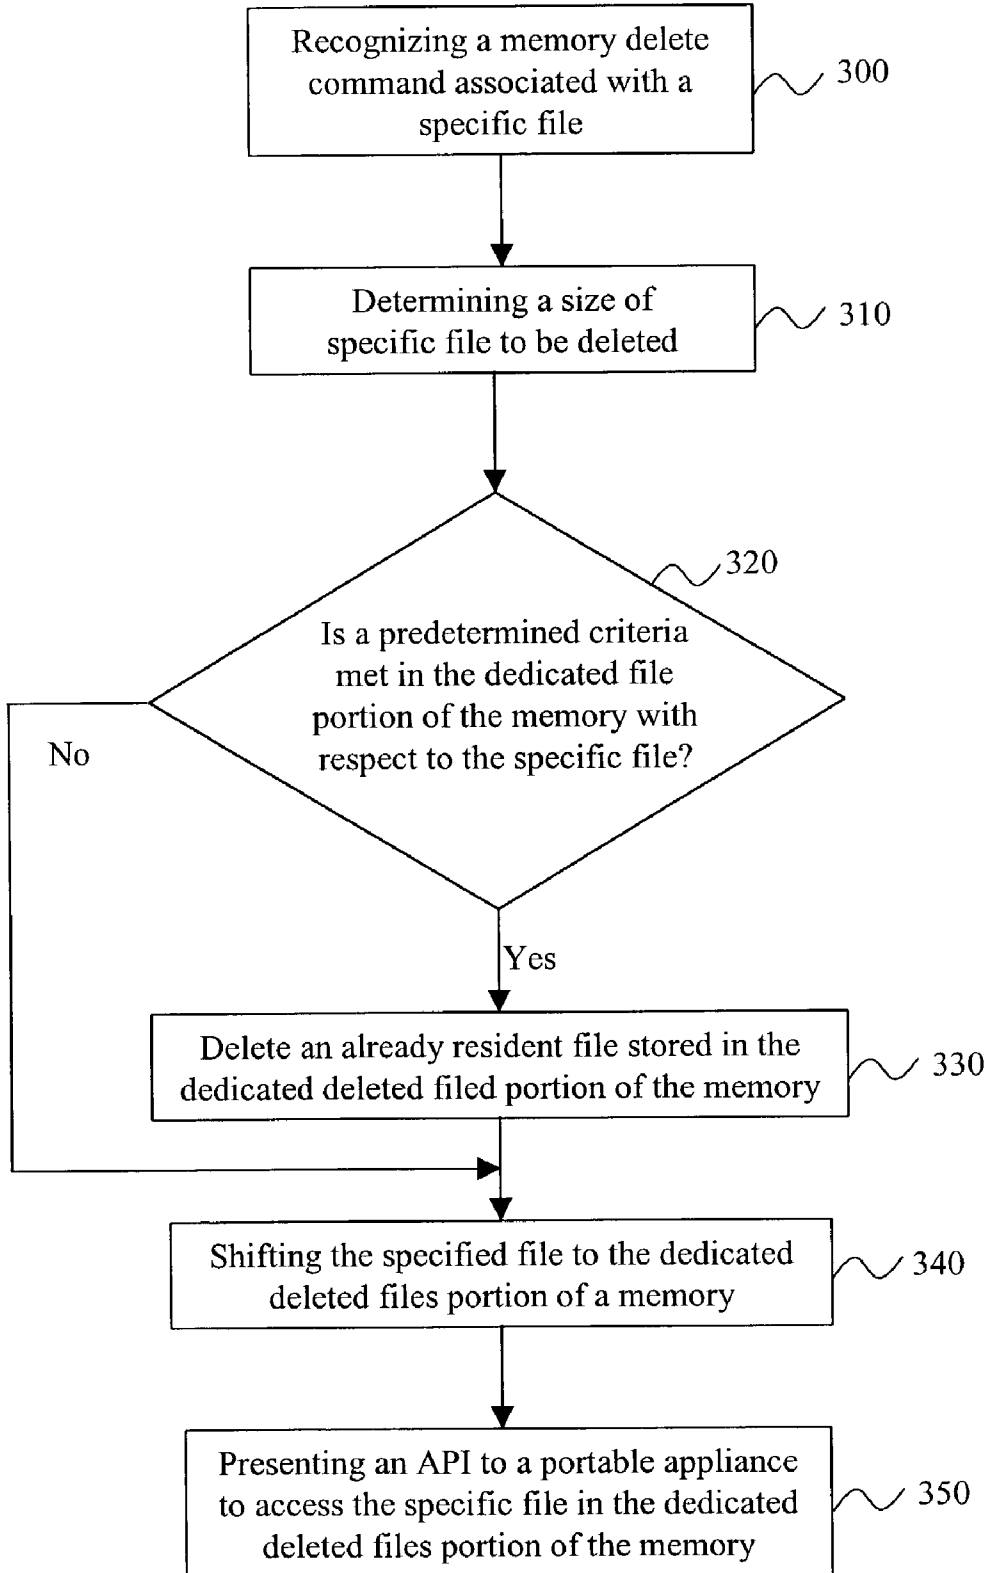 Recognizing a memory delete
command associated with a
specific file
300
Determining a size of
specific file to be deleted
310
320
Is a predetermined criteria
met in the dedicated file
portion of the memory with
respect to the specific file?
No
Yes
Delete an already resident file stored in the
dedicated deleted filed portion of the memory
330
Shifting the specified file to the dedicated
deleted files portion of a memory
340
Presenting an API to a portable appliance
to access the specific file in the dedicated
deleted files portion of the memory
350